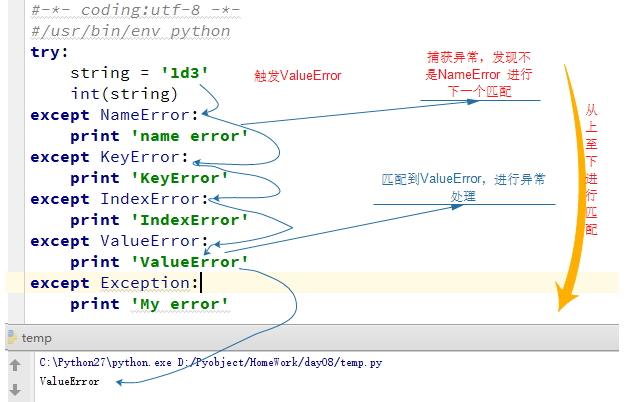 #-*- coding:utf-8 -*-
#/usr/bin/env python
try:
    string = '1d3'
    int(string)
except NameError:
    print 'name error'
except KeyError:
    print 'KeyError'
except IndexError:
    print 'IndexError'
except ValueError:
    print 'ValueError'
except Exception:
    print 'My error'
触发ValueError
捕获异常，发现不
是NameError 进行
下一个匹配
匹配到ValueError，进行异常
处理
从
上
至
下
进
行
匹
配
temp
C:\Python27\python.exe D:/Pyobject/HomeWork/day08/temp.py
ValueError